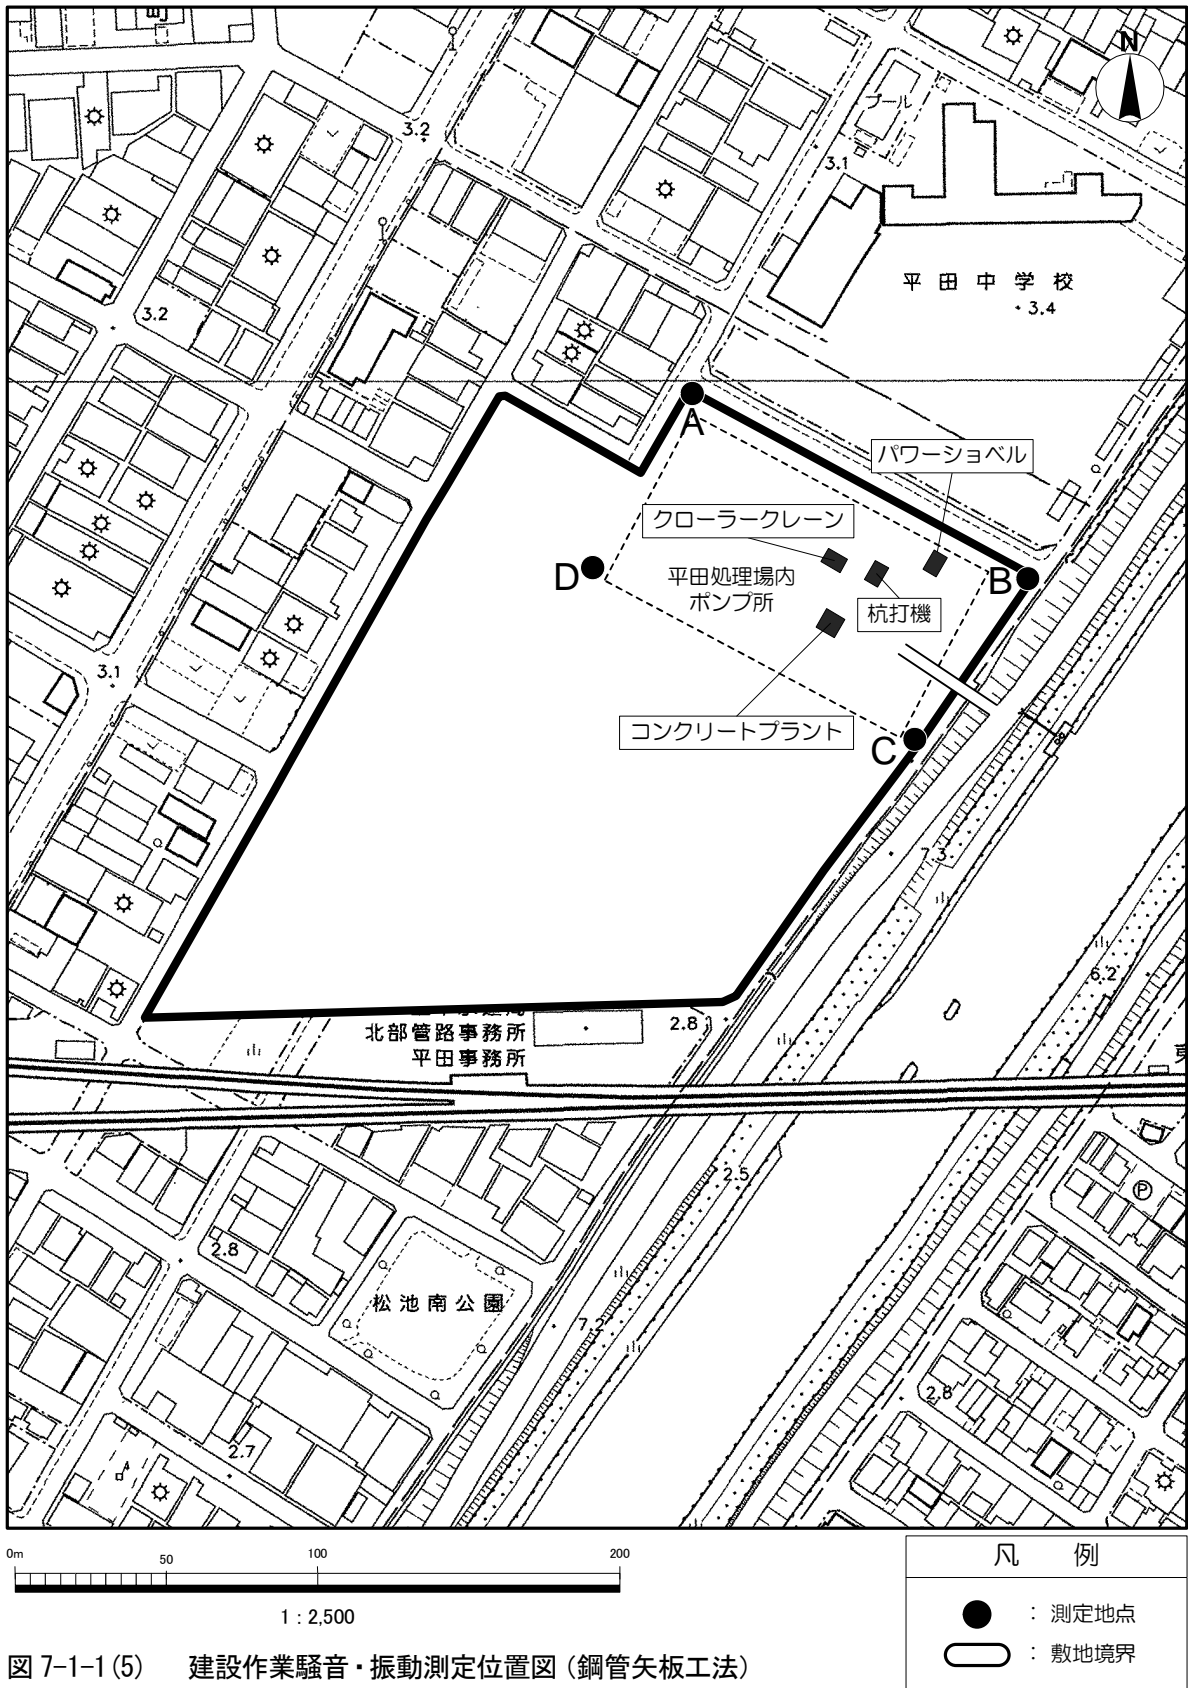 N
プール
3.2
3.1
平田中学校
3.4
3.2
A
パワーショベル
クローラークレーン
D
平田処理場内
ポンプ所
B
杭打機
3.1
コンクリートプラント
C
7.3
6.2
北部管路事務所
平田事務所
2.8
2.5
P
2.8
松池南公園
7.2
2.8
2.7
0m
50
100
200
1 : 2,500
凡 例
： 測定地点
： 敷地境界
図 7-1-1(5) 建設作業騒音・振動測定位置図（鋼管矢板工法）